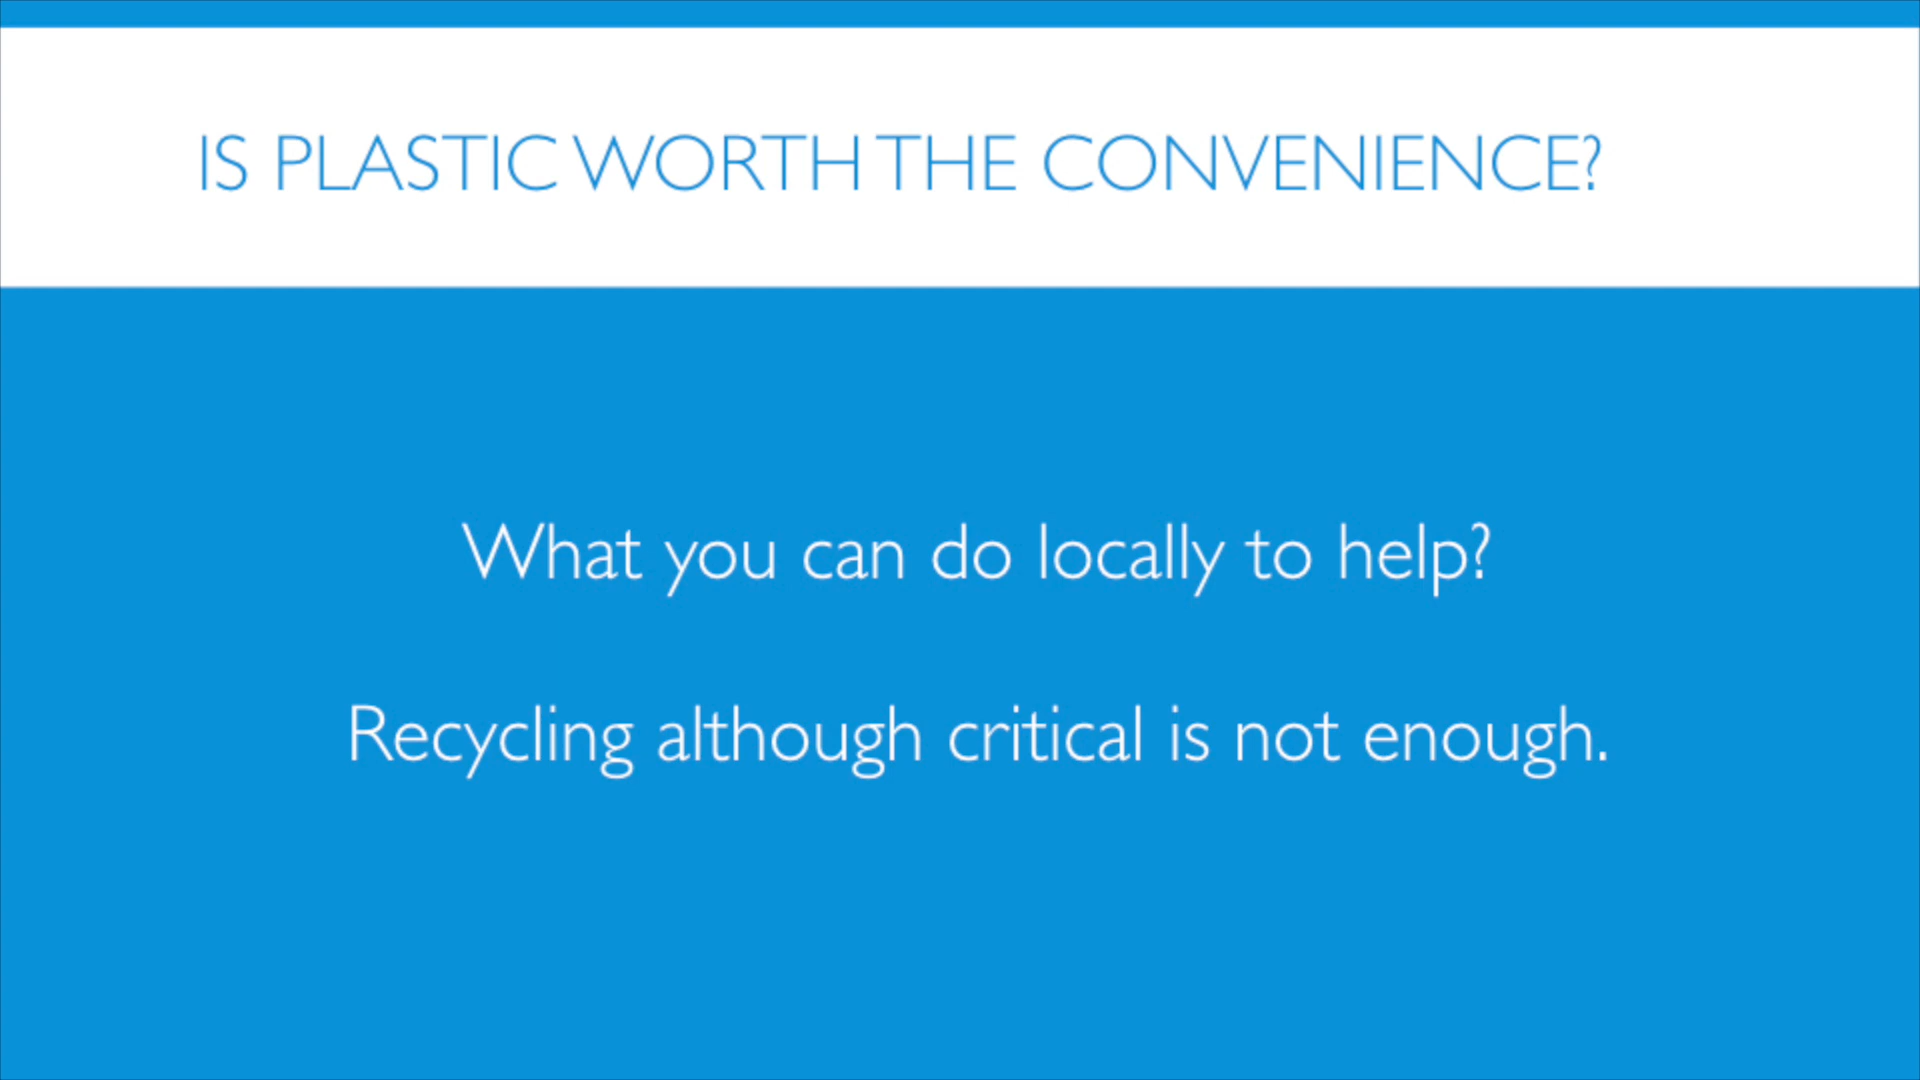 IS PLASTIC WORTH THE CONVENIENCE?
What you can do locally to help?
Recycling although critical is not enough.